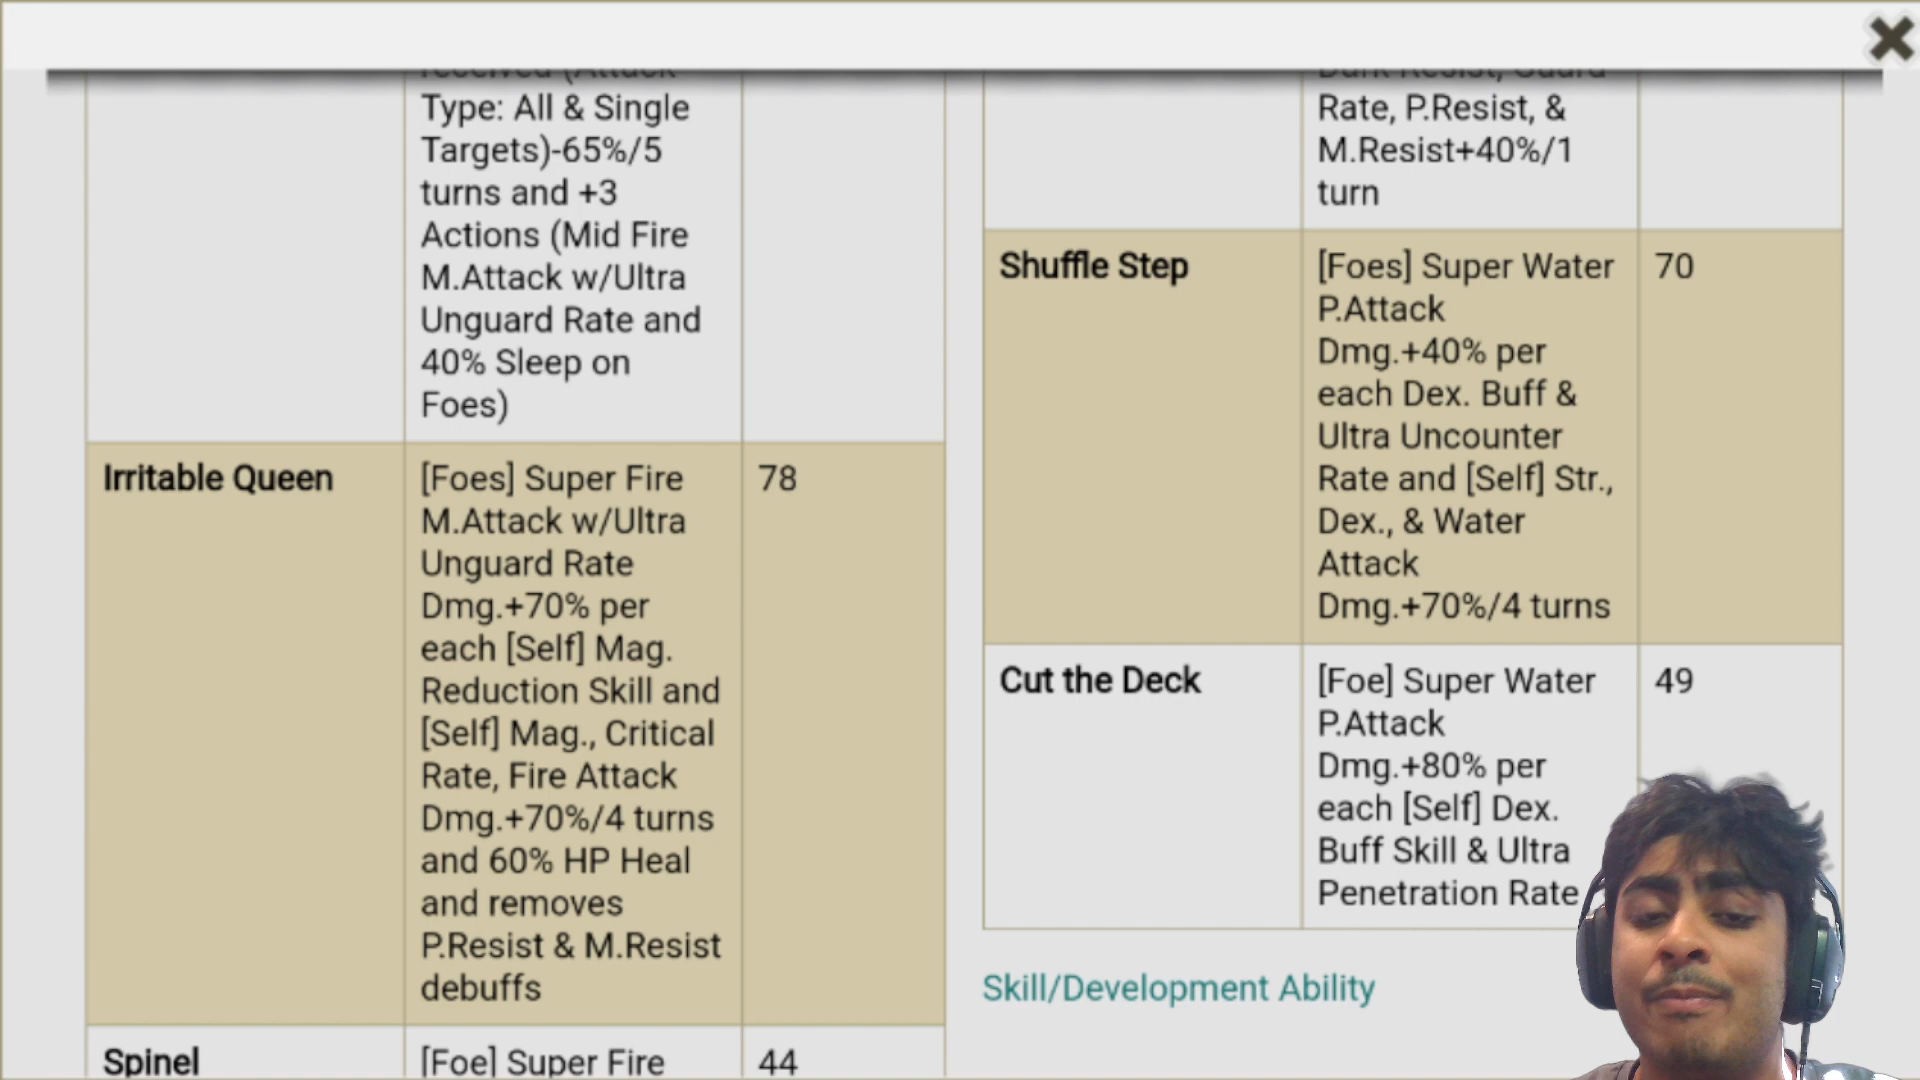 received (Attack
Type: All & Single
Targets)-65%/5
turns and +3
Actions (Mid Fire
M.Attack w/Ultra
Unguard Rate and
40% Sleep on
Foes)
Irritable Queen
[Foes] Super Fire
M.Attack w/Ultra
Unguard Rate
Dmg.+70% per
each [Self] Mag.
Reduction Skill and
[Self] Mag., Critical
Rate, Fire Attack
Dmg.+70%/4 turns
and 60% HP Heal
and removes
P.Resist & M.Resist
debuffs
78
Spinel
[Foe] Super Fire
44
Dark Resist, Guard
Rate, P.Resist, &
M.Resist+40%/1
turn
Shuffle Step
[Foes] Super Water
P.Attack
Dmg.+40% per
each Dex. Buff &
Ultra Uncounter
Rate and [Self] Str.,
Dex., & Water
Attack
Dmg.+70%/4 turns
70
Cut the Deck
[Foe] Super Water
P.Attack
Dmg.+80% per
each [Self] Dex.
Buff Skill & Ultra
Penetration Rate
49
Skill/Development Ability